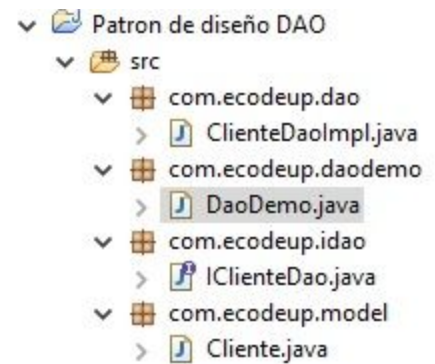 Patron de diseño DAO
src
com.ecodeup.dao
ClienteDaoImpl.java
com.ecodeup.daodemo
DaoDemo.java
com.ecodeup.idao
IClienteDao.java
com.ecodeup.model
Cliente.java